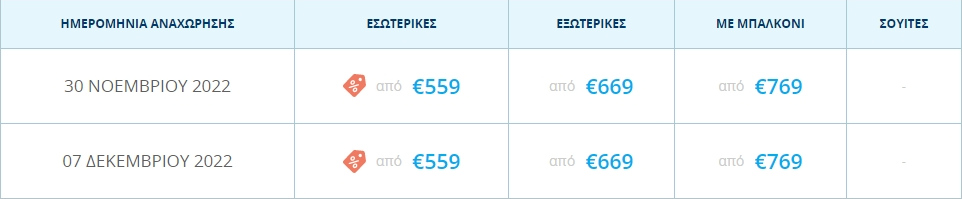 ΗΜΕΡΟΜΗΝΙΑ ΑΝΑΧΩΡΗΣΗΣ ΕΣΩΤΕΡΙΚΕΣ ΕΞΩΤΕΡΙΚΕΣ ΜΕ ΜΠΑΛΚΟΝΙ ΣΟΥΙΤΕΣ
30 ΝΟΕΜΒΡΙΟΥ 2022 % από €559 από €669 από €769 -
07 ΔΕΚΕΜΒΡΙΟΥ 2022 % από €559 από €669 από €769 -